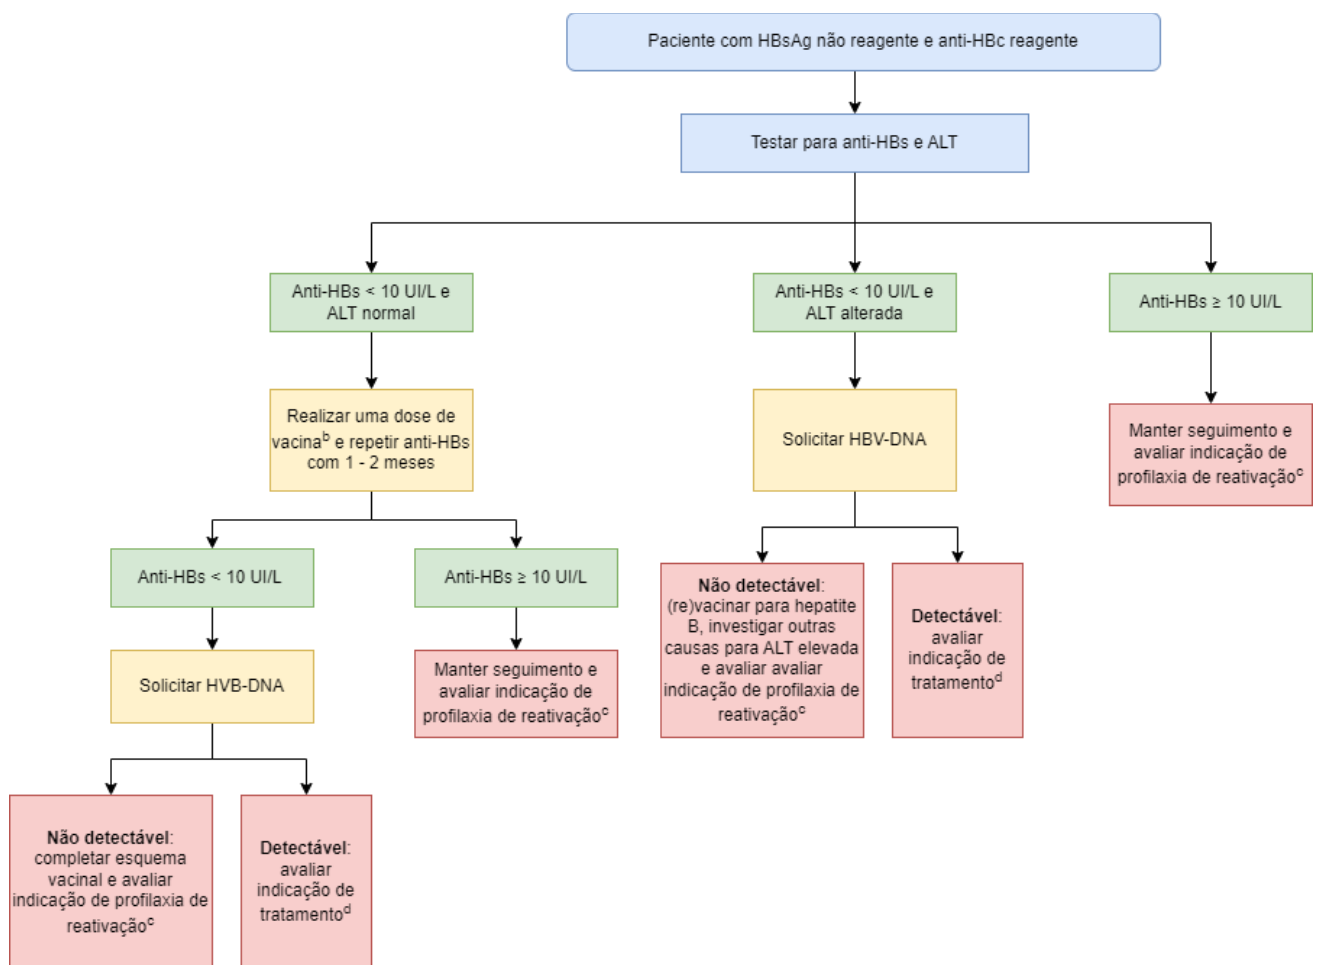 Paciente com HBsAg não reagente e anti-HBc reagente
Testar para anti-HBs e ALT
Anti-HBs < 10 UI/L e
ALT normal
Anti-HBs < 10 UI/L e
ALT alterada
Anti-HBs ≥ 10 UI/L
Realizar uma dose de
vacinaᵇ e repetir anti-HBs
com 1 - 2 meses
Solicitar HBV-DNA
Manter seguimento e
avaliar indicação de
profilaxia de reativaçãoᶜ
Anti-HBs < 10 UI/L
Anti-HBs ≥ 10 UI/L
Não detectável:
(re)vacinar para hepatite
B, investigar outras
causas para ALT elevada
e avaliar avaliar
indicação de profilaxia de
reativaçãoᶜ
Detectável:
avaliar
indicação de
tratamentoᵈ
Solicitar HVB-DNA
Manter seguimento e
avaliar indicação de
profilaxia de reativaçãoᶜ
Não detectável:
completar esquema
vacinal e avaliar
indicação de profilaxia de
reativaçãoᶜ
Detectável:
avaliar
indicação de
tratamentoᵈ